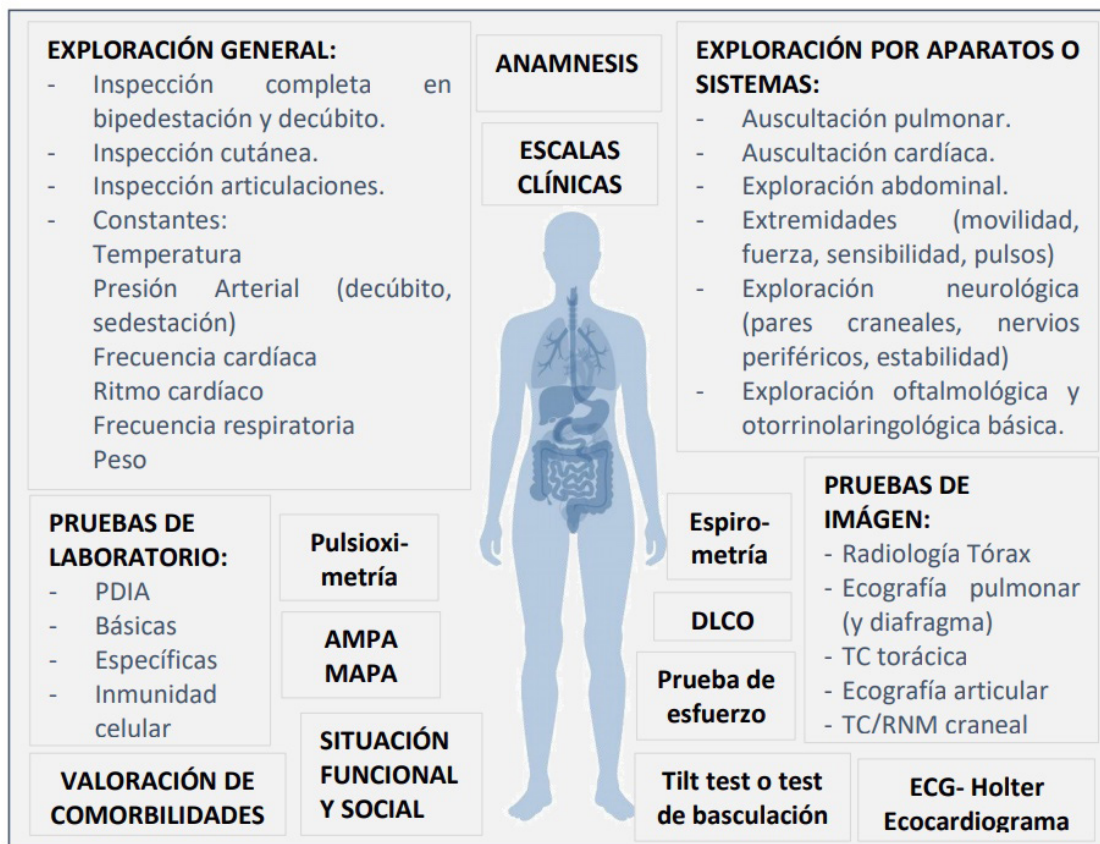 EXPLORACIÓN GENERAL:
- Inspección completa en
bipedestación y decúbito.
- Inspección cutánea.
- Inspección articulaciones.
- Constantes:
Temperatura
Presión Arterial (decúbito,
sedestación)
Frecuencia cardíaca
Ritmo cardíaco
Frecuencia respiratoria
Peso
ANAMNESIS
ESCALAS
CLÍNICAS
EXPLORACIÓN POR APARATOS O
SISTEMAS:
- Auscultación pulmonar.
- Auscultación cardíaca.
- Exploración abdominal.
- Extremidades (movilidad,
fuerza, sensibilidad, pulsos)
- Exploración neurológica
(pares craneales, nervios
periféricos, estabilidad)
- Exploración oftalmológica y
otorrinolaringológica básica.
PRUEBAS DE
LABORATORIO:
- PDIA
- Básicas
- Específicas
- Inmunidad
celular
Pulsioxi-
metría
AMPA
MAPA
SITUACIÓN
FUNCIONAL
Y SOCIAL
VALORACIÓN DE
COMORBILIDADES
Espiro-
metría
DLCO
Prueba de
esfuerzo
Tilt test o test
de basculación
PRUEBAS DE
IMÁGEN:
- Radiología Tórax
- Ecografía pulmonar
(y diafragma)
- TC torácica
- Ecografía articular
- TC/RNM craneal
ECG- Holter
Ecocardiograma